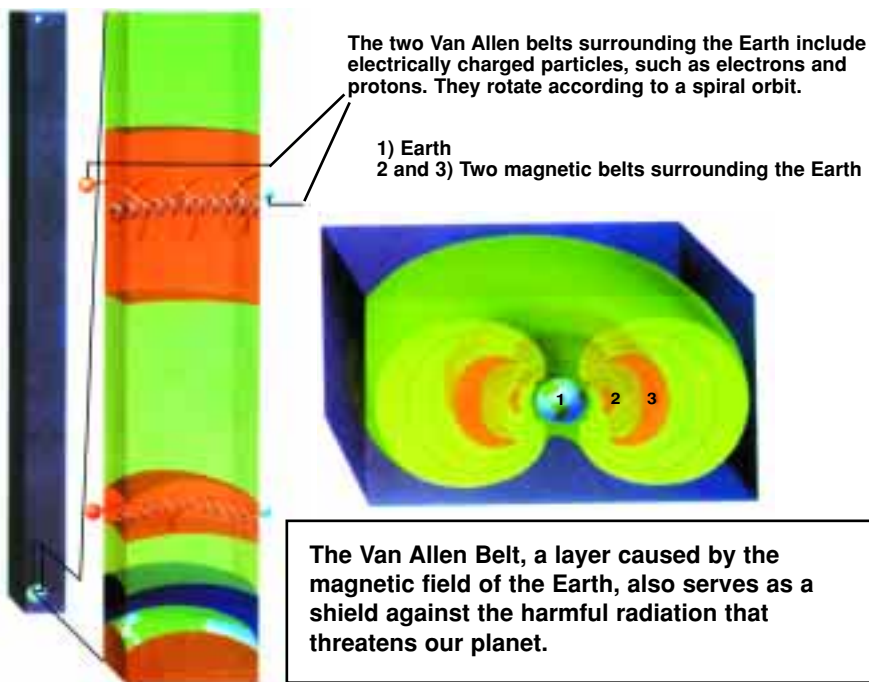 The two Van Allen belts surrounding the Earth include
electrically charged particles, such as electrons and
protons. They rotate according to a spiral orbit.
1) Earth
2 and 3) Two magnetic belts surrounding the Earth
1 2 3
The Van Allen Belt, a layer caused by the
magnetic field of the Earth, also serves as a
shield against the harmful radiation that
threatens our planet.